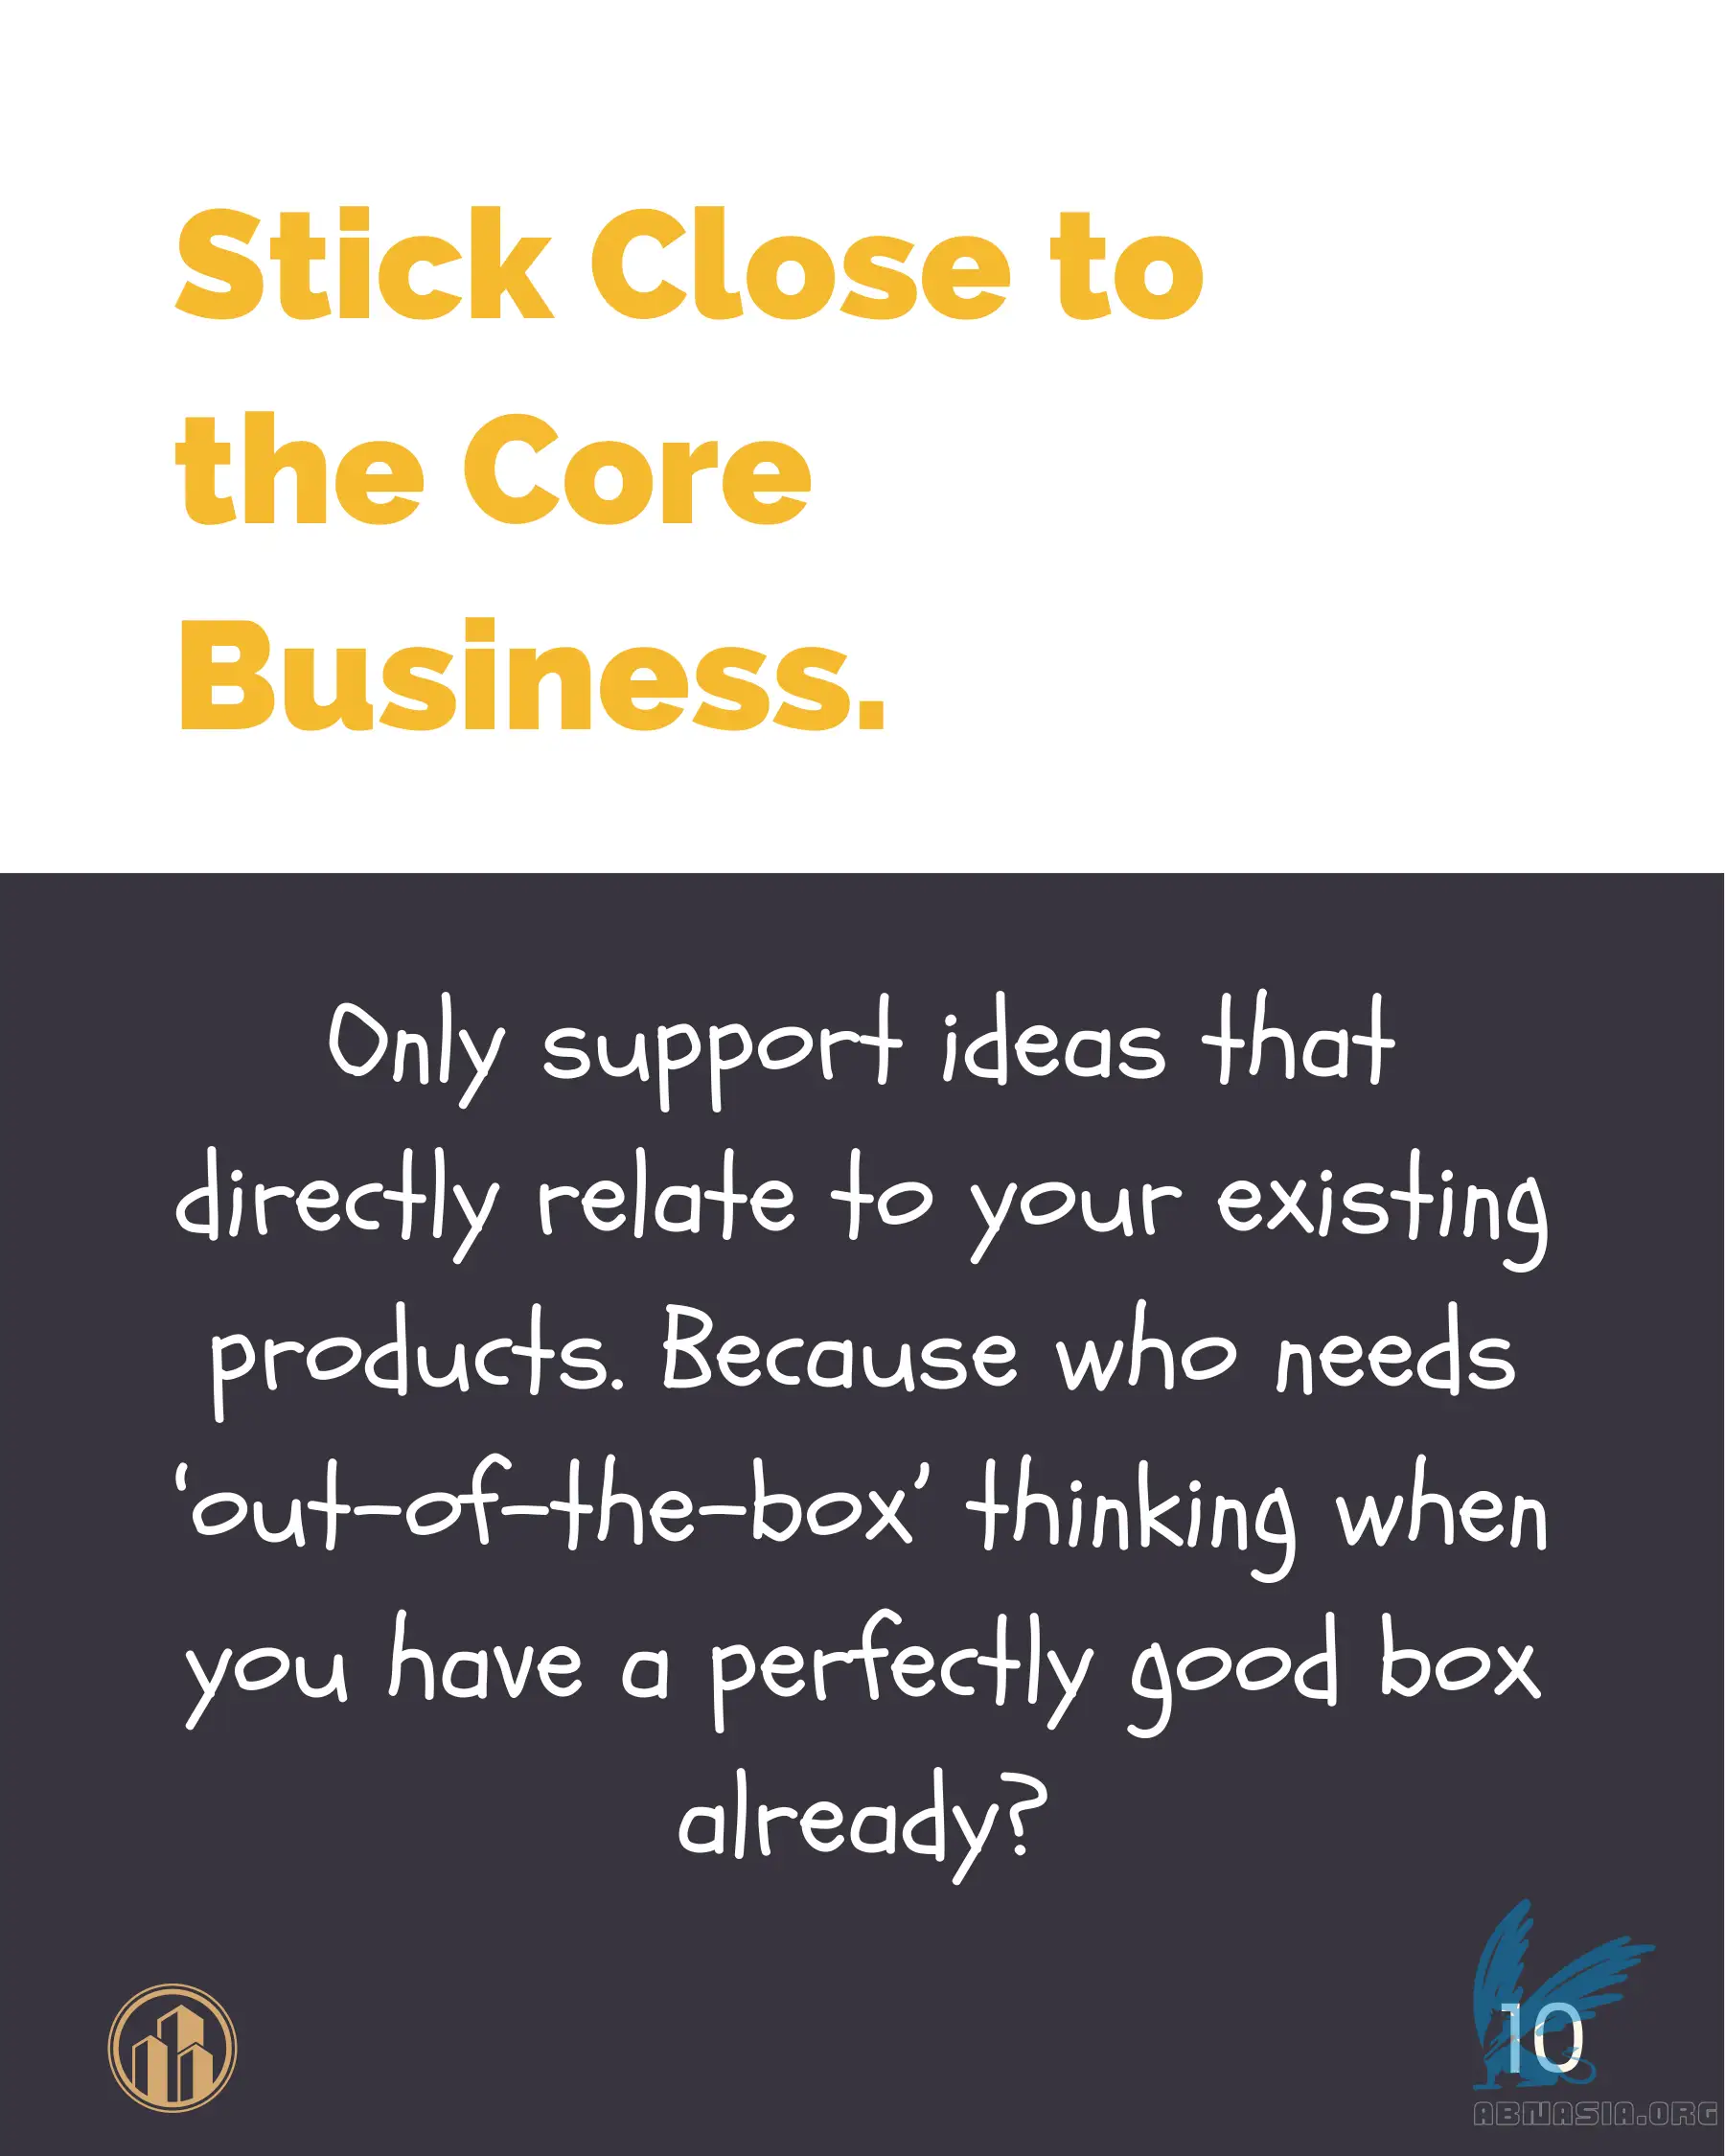 Stick Close to
the Core
Business.
Only support ideas that
directly relate to your existing
products. Because who needs
‘out-of-the-box’ thinking when
you have a perfectly good box
already?
10
ABNASIA.ORG